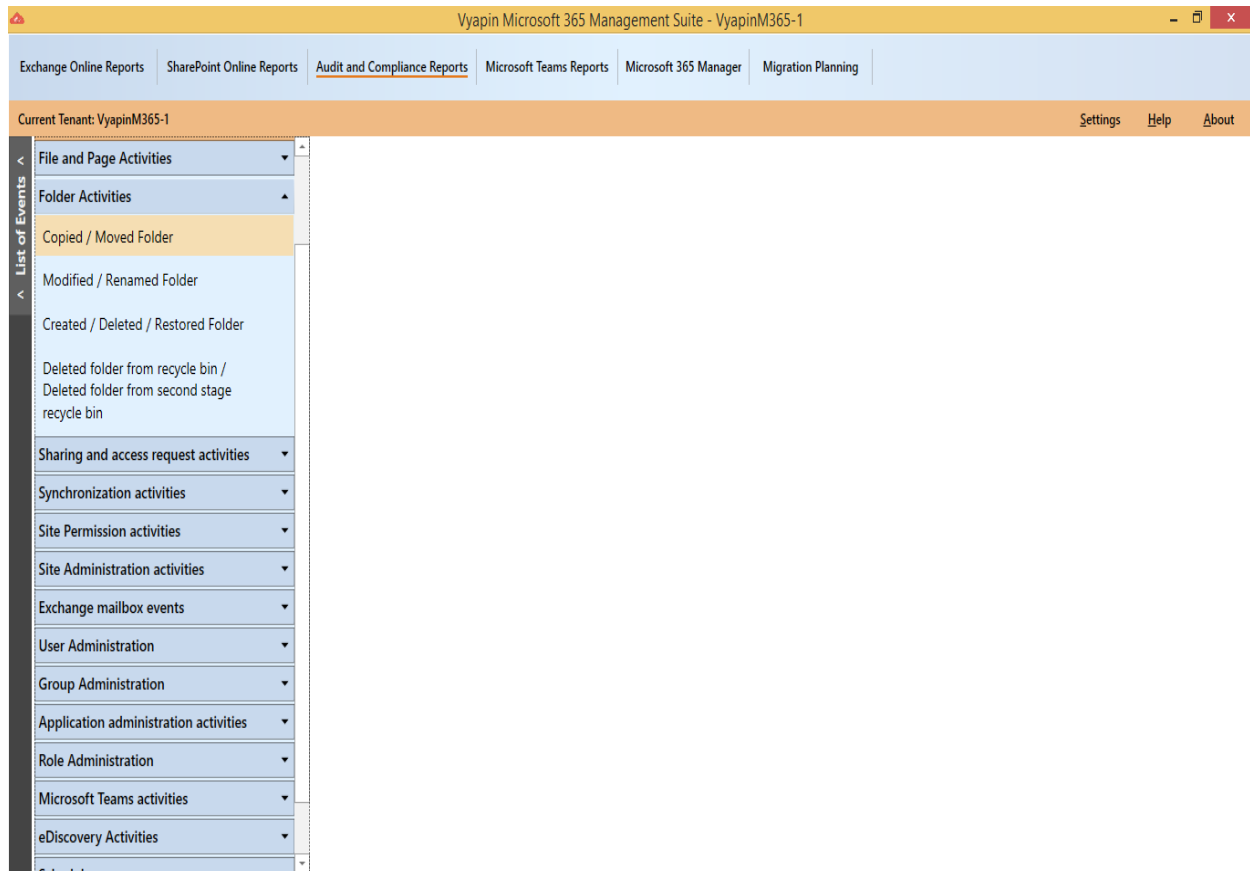 Vyapin Microsoft 365 Management Suite - VyapinM365-1
Exchange Online Reports
SharePoint Online Reports
Audit and Compliance Reports
Microsoft Teams Reports
Microsoft 365 Manager
Migration Planning
Current Tenant: VyapinM365-1
Settings
Help
About
List of Events
File and Page Activities
Folder Activities
Copied / Moved Folder
Modified / Renamed Folder
Created / Deleted / Restored Folder
Deleted folder from recycle bin /
Deleted folder from second stage
recycle bin
Sharing and access request activities
Synchronization activities
Site Permission activities
Site Administration activities
Exchange mailbox events
User Administration
Group Administration
Application administration activities
Role Administration
Microsoft Teams activities
eDiscovery Activities